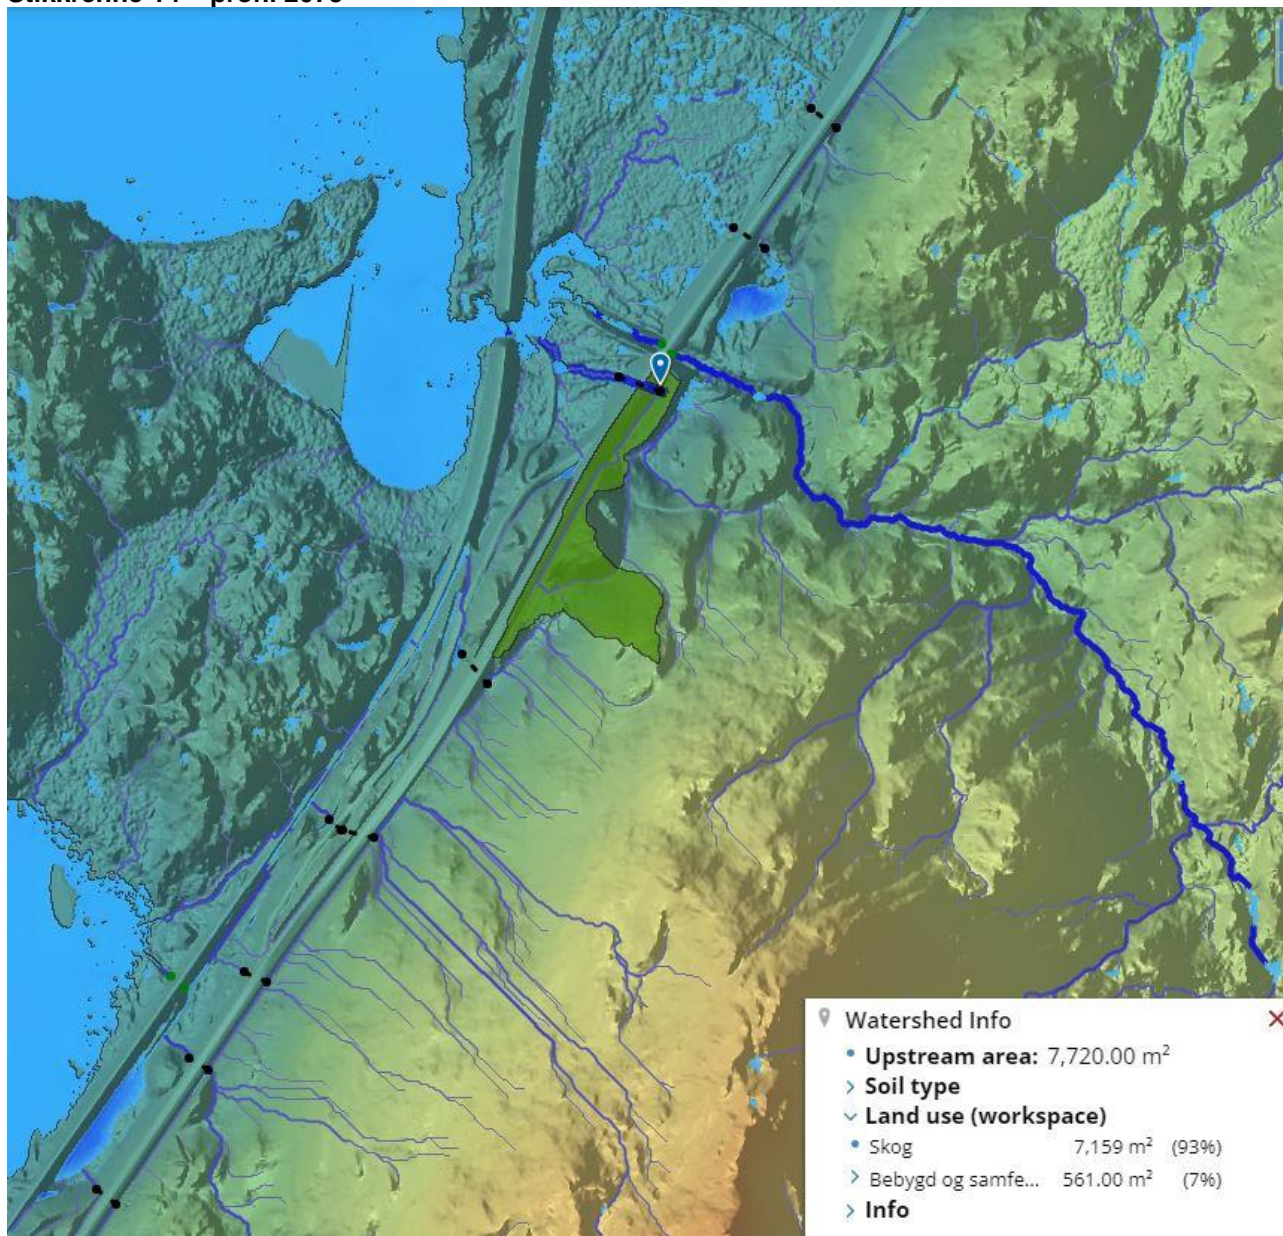 Watershed Info
Upstream area: 7,720.00 m²
Soil type
Land use (workspace)
Skog 7,159 m² (93%)
Bebygd og samfe... 561.00 m² (7%)
Info